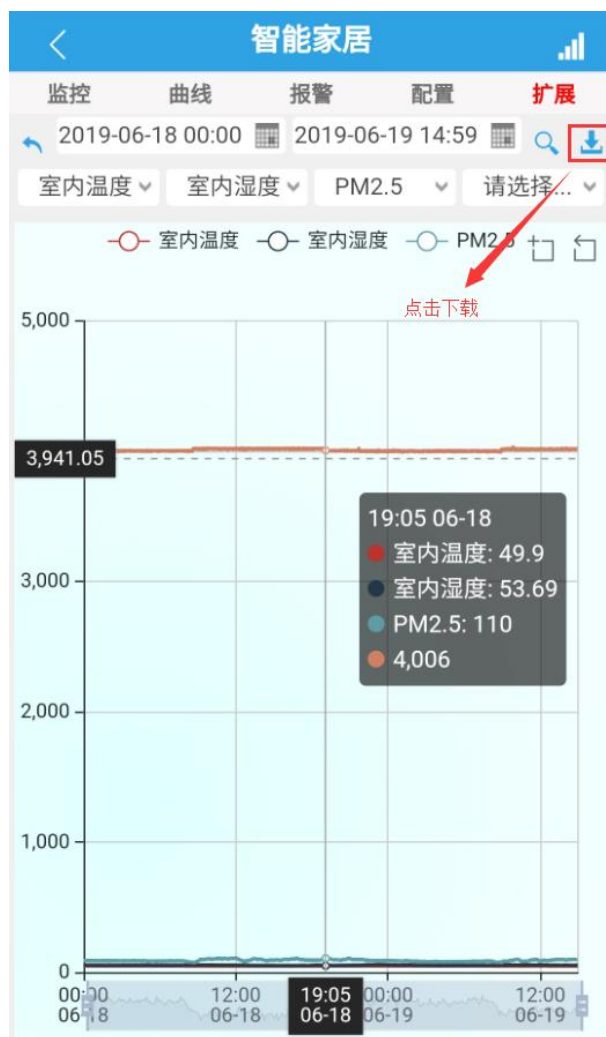 智能家居
监控 曲线 报警 配置 扩展
2019-06-18 00:00 2019-06-19 14:59
室内温度 室内湿度 PM2.5 请选择...
室内温度 室内湿度 PM2.5
点击下载
5,000
3,941.05
19:05 06-18
室内温度: 49.9
室内湿度: 53.69
PM2.5: 110
4,006
3,000
2,000
1,000
0
00:00 12:00 19:05 00:00 12:00
06-18 06-18 06-18 06-19 06-19